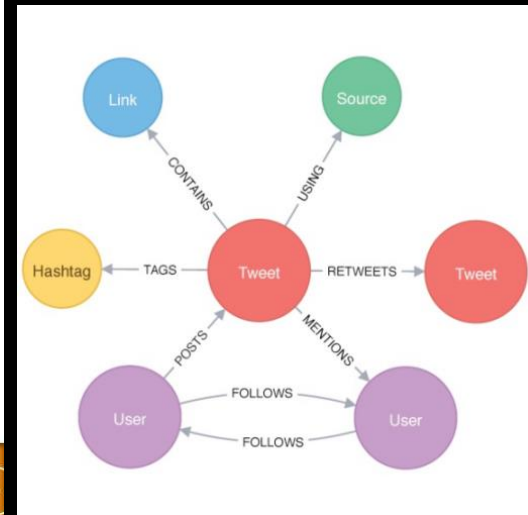 Link
Source
CONTAINS
USING
Hashtag
TAGS
Tweet
RETWEETS
Tweet
POSTS
MENTIONS
User
FOLLOWS
User
FOLLOWS